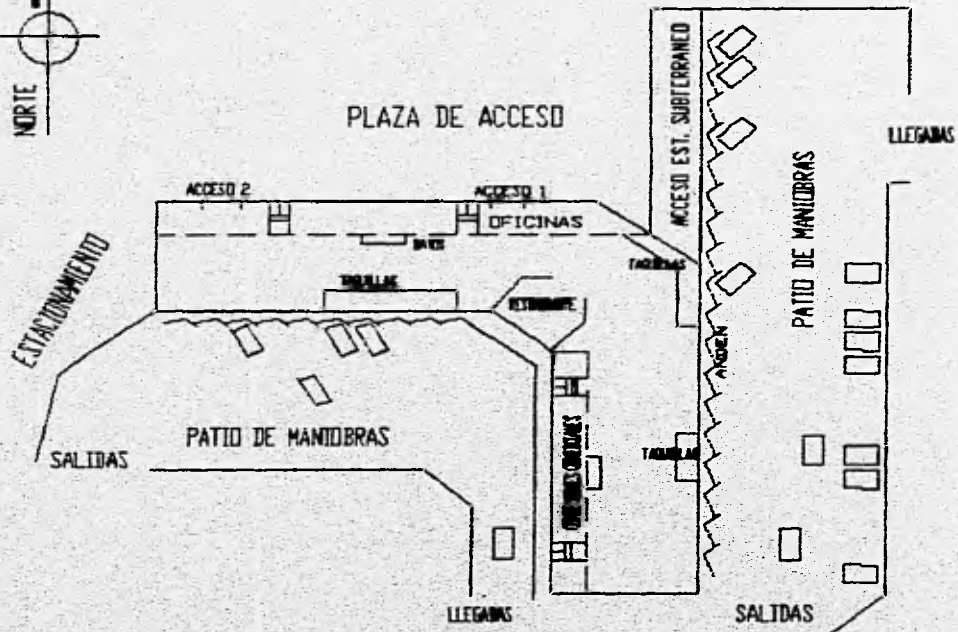 NORTE
PLAZA DE ACCESO
ACCESO EST. SUBTERRANEO
LLEGADAS
ACCESO 2
ACCESO 1
OFICINAS
PATIO DE MANIOBRAS
ESTACIONAMIENTO
TAQUILLAS
TAQUILLAS
ANDEN
PATIO DE MANIOBRAS
TAQUILLAS
SALIDAS
LLEGADAS
SALIDAS